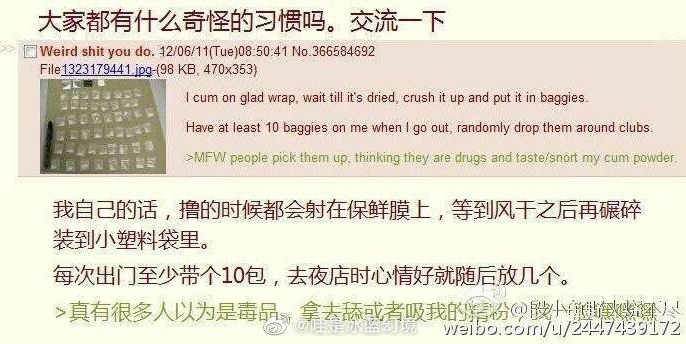 大家都有什么奇怪的习惯吗。交流一下
>> Weird shit you do. 12/06/11(Tue)08:50:41 No.366584692
File1323179441.jpg-(98 KB, 470x353)
I cum on glad wrap, wait till it's dried, crush it up and put it in baggies.
Have at least 10 baggies on me when I go out, randomly drop them around clubs.
>MFW people pick them up, thinking they are drugs and taste/snort my cum powder.
我自己的话，撸的时候都会射在保鲜膜上，等到风干之后再碾碎
装到小塑料袋里。
每次出门至少带个10包，去夜店时心情好就随后放几个。
>真有很多人以为是毒品、拿去舔或者吸我的精粉，我
weibo.com/u/2447439172